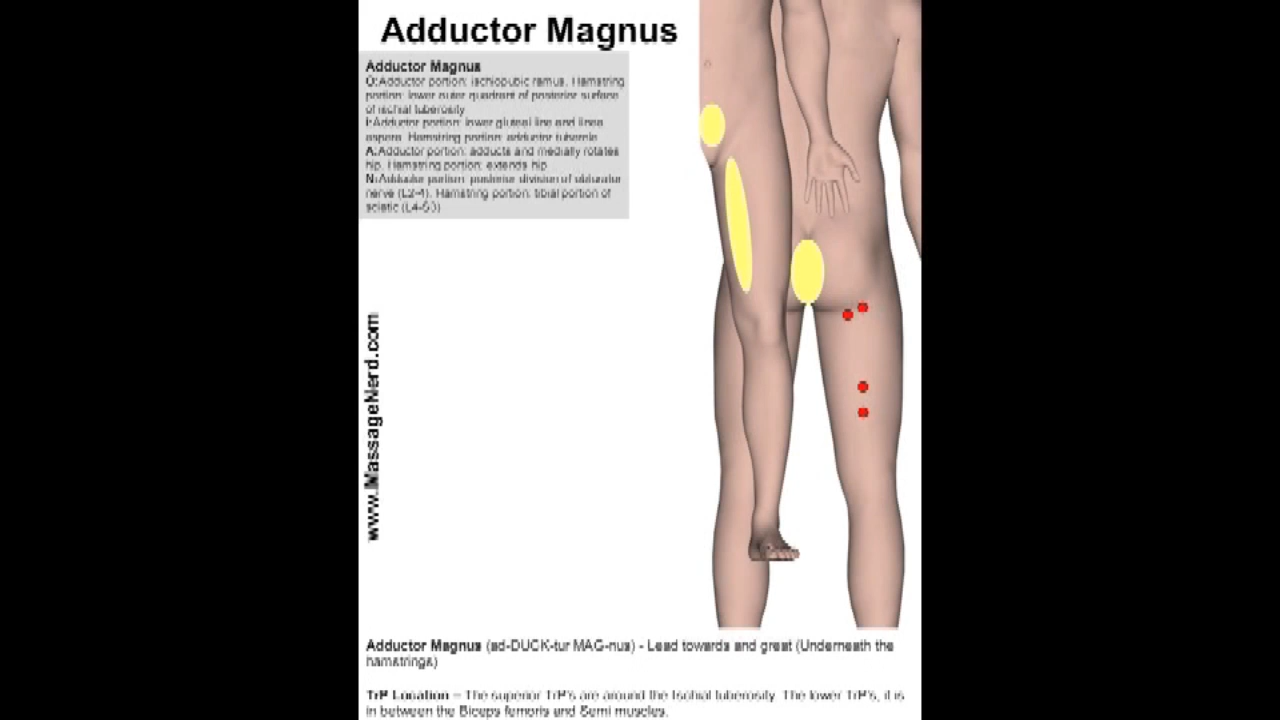 Adductor Magnus
Adductor Magnus
O: Adductor portion: ischiopubic ramus. Hamstring
portion: lower outer quadrant of posterior surface
of ischial tuberosity
I: Adductor portion: lower gluteal line and linea
aspera. Hamstring portion: adductor tubercle
A: Adductor portion: adducts and medially rotates
hip. Hamstring portion: extends hip
N: Adductor portion: posterior division of obturator
nerve (L2-4). Hamstring portion: tibial portion of
sciatic (L4-S3)
www.MassageNerd.com
Adductor Magnus (ad-DUCK-tur MAG-nus) - Lead towards and great (Underneath the
hamstrings)
TrP Location – The superior TrP's are around the Ischial tuberosity. The lower TrP's, it is
in between the Biceps femoris and Semi muscles.